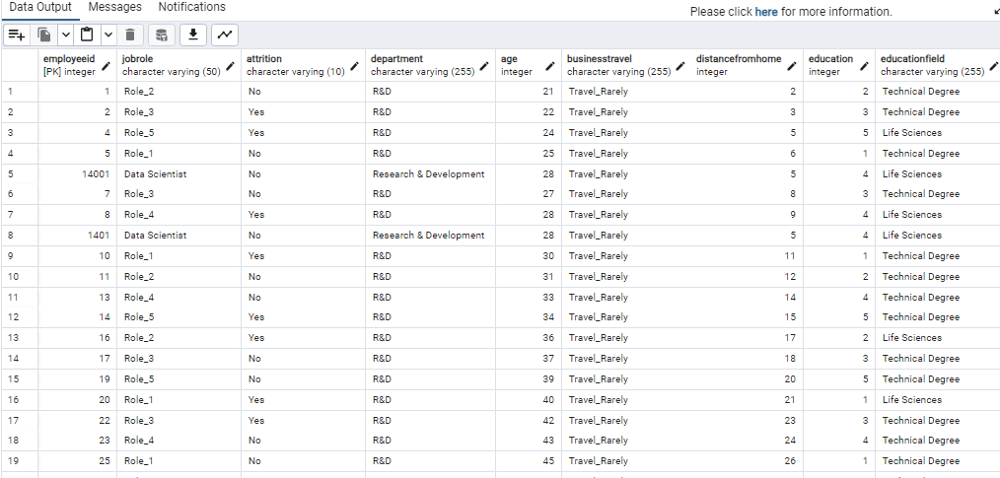 Data Output Messages Notifications
Please click here for more information.
employeeid jobrole attrition department age businesstravel distancefromhome education educationfield
[PK] integer character varying (50) character varying (10) character varying (255) integer character varying (255) integer integer character varying (255)
1 1 Role_2 No R&D 21 Travel_Rarely 2 2 Technical Degree
2 2 Role_3 Yes R&D 22 Travel_Rarely 3 3 Technical Degree
3 4 Role_5 Yes R&D 24 Travel_Rarely 5 5 Life Sciences
4 5 Role_1 No R&D 25 Travel_Rarely 6 1 Technical Degree
5 14001 Data Scientist No Research & Development 28 Travel_Rarely 5 4 Life Sciences
6 7 Role_3 No R&D 27 Travel_Rarely 8 3 Technical Degree
7 8 Role_4 Yes R&D 28 Travel_Rarely 9 4 Life Sciences
8 1401 Data Scientist No Research & Development 28 Travel_Rarely 5 4 Life Sciences
9 10 Role_1 Yes R&D 30 Travel_Rarely 11 1 Technical Degree
10 11 Role_2 No R&D 31 Travel_Rarely 12 2 Technical Degree
11 13 Role_4 No R&D 33 Travel_Rarely 14 4 Technical Degree
12 14 Role_5 Yes R&D 34 Travel_Rarely 15 5 Technical Degree
13 16 Role_2 Yes R&D 36 Travel_Rarely 17 2 Life Sciences
14 17 Role_3 No R&D 37 Travel_Rarely 18 3 Technical Degree
15 19 Role_5 No R&D 39 Travel_Rarely 20 5 Technical Degree
16 20 Role_1 Yes R&D 40 Travel_Rarely 21 1 Life Sciences
17 22 Role_3 Yes R&D 42 Travel_Rarely 23 3 Technical Degree
18 23 Role_4 No R&D 43 Travel_Rarely 24 4 Technical Degree
19 25 Role_1 No R&D 45 Travel_Rarely 26 1 Technical Degree